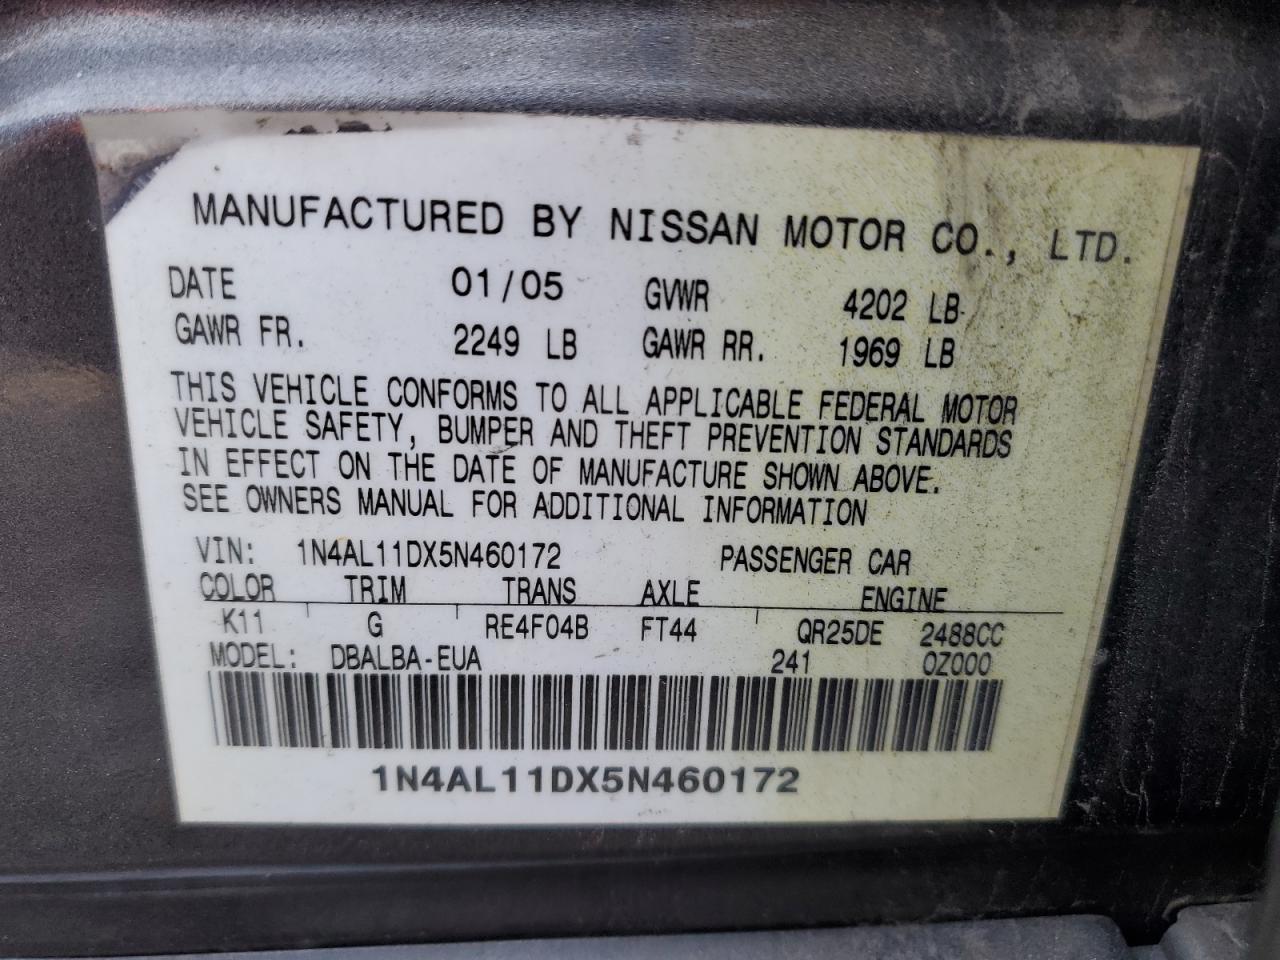 MANUFACTURED BY NISSAN MOTOR CO., LTD.
DATE 01/05 GVWR 4202 LB
GAWR FR. 2249 LB GAWR RR. 1969 LB
THIS VEHICLE CONFORMS TO ALL APPLICABLE FEDERAL MOTOR
VEHICLE SAFETY, BUMPER AND THEFT PREVENTION STANDARDS
IN EFFECT ON THE DATE OF MANUFACTURE SHOWN ABOVE.
SEE OWNERS MANUAL FOR ADDITIONAL INFORMATION
VIN: 1N4AL11DX5N460172 PASSENGER CAR
COLOR TRIM TRANS AXLE ENGINE
K11 G RE4F04B FT44 QR25DE 2488CC
MODEL: DBALBA-EUA 241 0Z000
1N4AL11DX5N460172